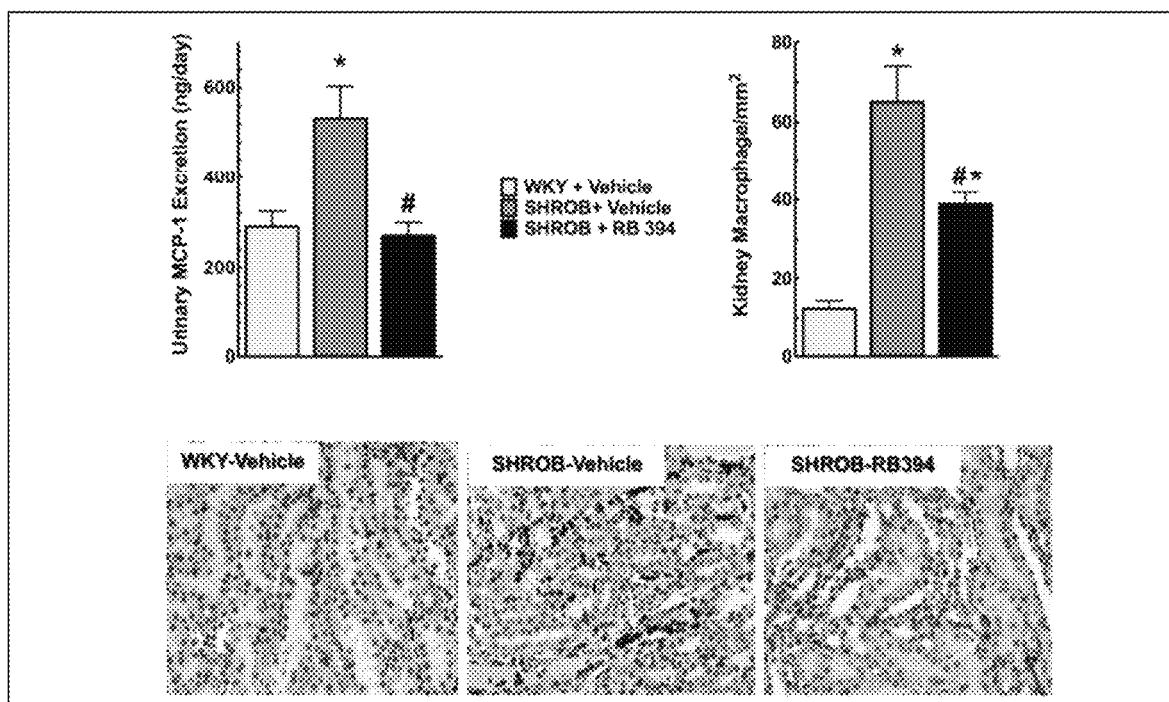 Urinary MCP-1 Excretion (ng/day)
600
400
200
0
*
#
WKY + Vehicle
SHROB+ Vehicle
SHROB + RB 394
Kidney Macrophage/mm²
80
60
40
20
0
*
#*
WKY-Vehicle
SHROB-Vehicle
SHROB-RB394